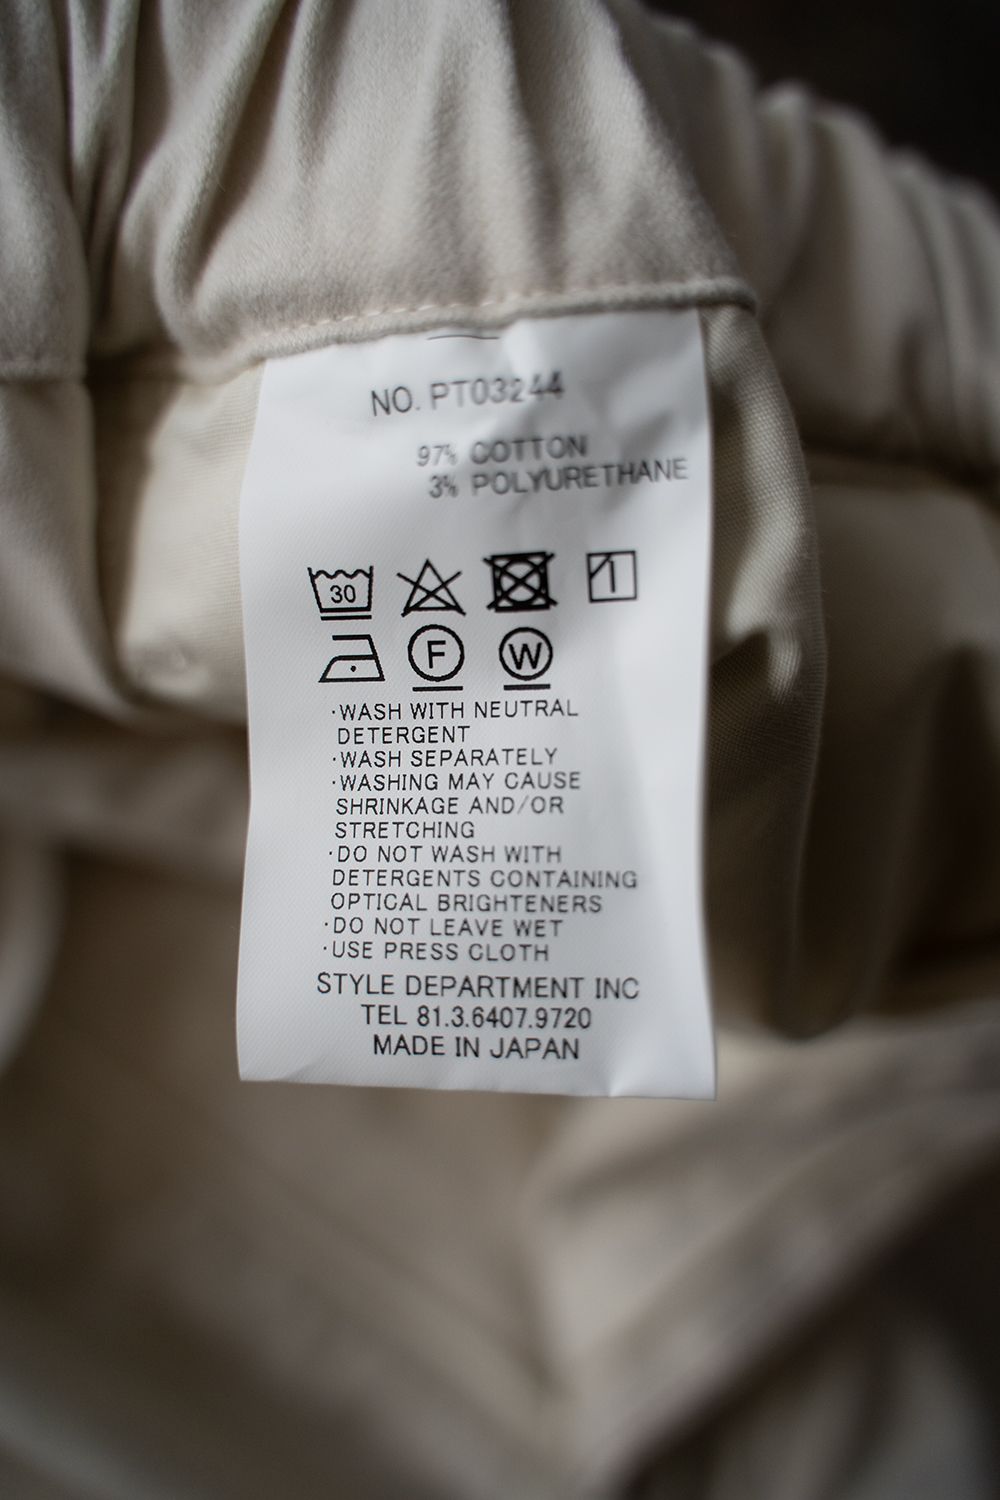 NO. PT03244
97% COTTON
3% POLYURETHANE
30
F W
·WASH WITH NEUTRAL
DETERGENT
·WASH SEPARATELY
·WASHING MAY CAUSE
SHRINKAGE AND/OR
STRETCHING
·DO NOT WASH WITH
DETERGENTS CONTAINING
OPTICAL BRIGHTENERS
·DO NOT LEAVE WET
·USE PRESS CLOTH
STYLE DEPARTMENT INC
TEL 81.3.6407.9720
MADE IN JAPAN